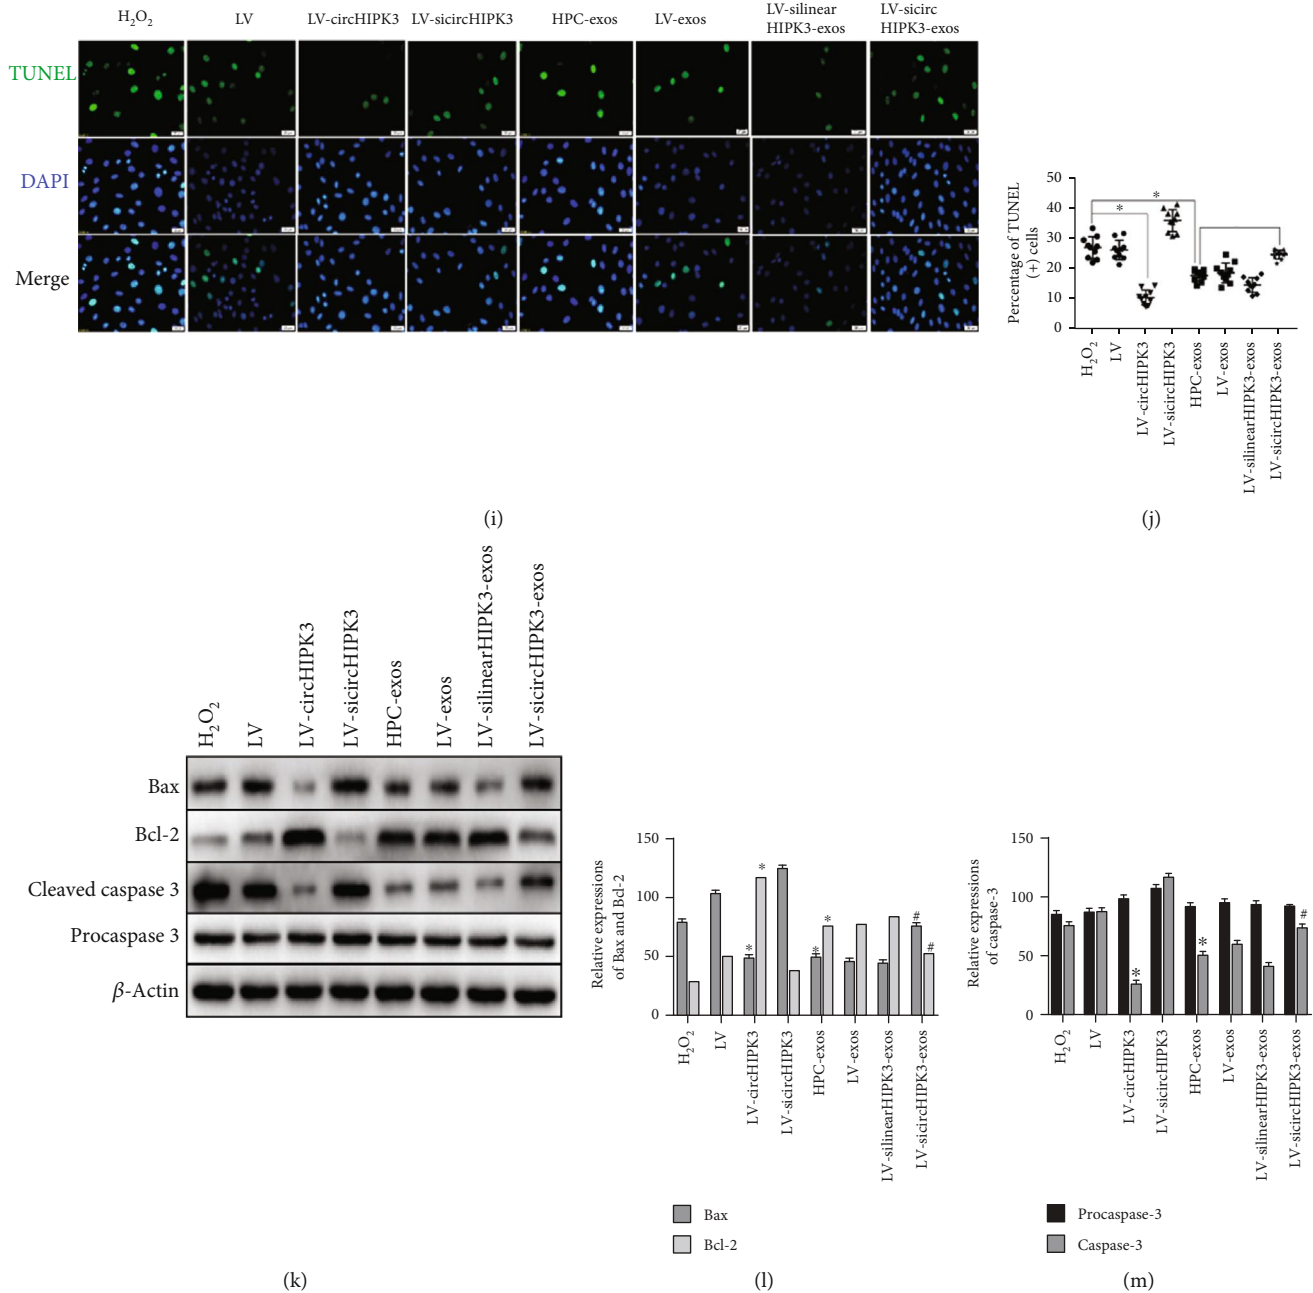 H₂O₂ LV LV-circHIPK3 LV-sicircHIPK3 HPC-exos LV-exos LV-silinear HIPK3-exos LV-sicirc HIPK3-exos
TUNEL
DAPI
Merge
(i)
Percentage of TUNEL
(+) cells
50
40
30
20
10
0
*
*
H₂O₂
LV
LV-circHIPK3
LV-sicircHIPK3
HPC-exos
LV-exos
LV-silinearHIPK3-exos
LV-sicircHIPK3-exos
(j)
H₂O₂
LV
LV-circHIPK3
LV-sicircHIPK3
HPC-exos
LV-exos
LV-silinearHIPK3-exos
LV-sicircHIPK3-exos
Bax
Bcl-2
Cleaved caspase 3
Procaspase 3
β-Actin
(k)
Relative expressions
of Bax and Bcl-2
150
100
50
0
*
*
*
*
#
#
H₂O₂
LV
LV-circHIPK3
LV-sicircHIPK3
HPC-exos
LV-exos
LV-silinearHIPK3-exos
LV-sicircHIPK3-exos
Bax
Bcl-2
(l)
Relative expressions
of caspase-3
150
100
50
0
*
*
#
H₂O₂
LV
LV-circHIPK3
LV-sicircHIPK3
HPC-exos
LV-exos
LV-silinearHIPK3-exos
LV-sicircHIPK3-exos
Procaspase-3
Caspase-3
(m)